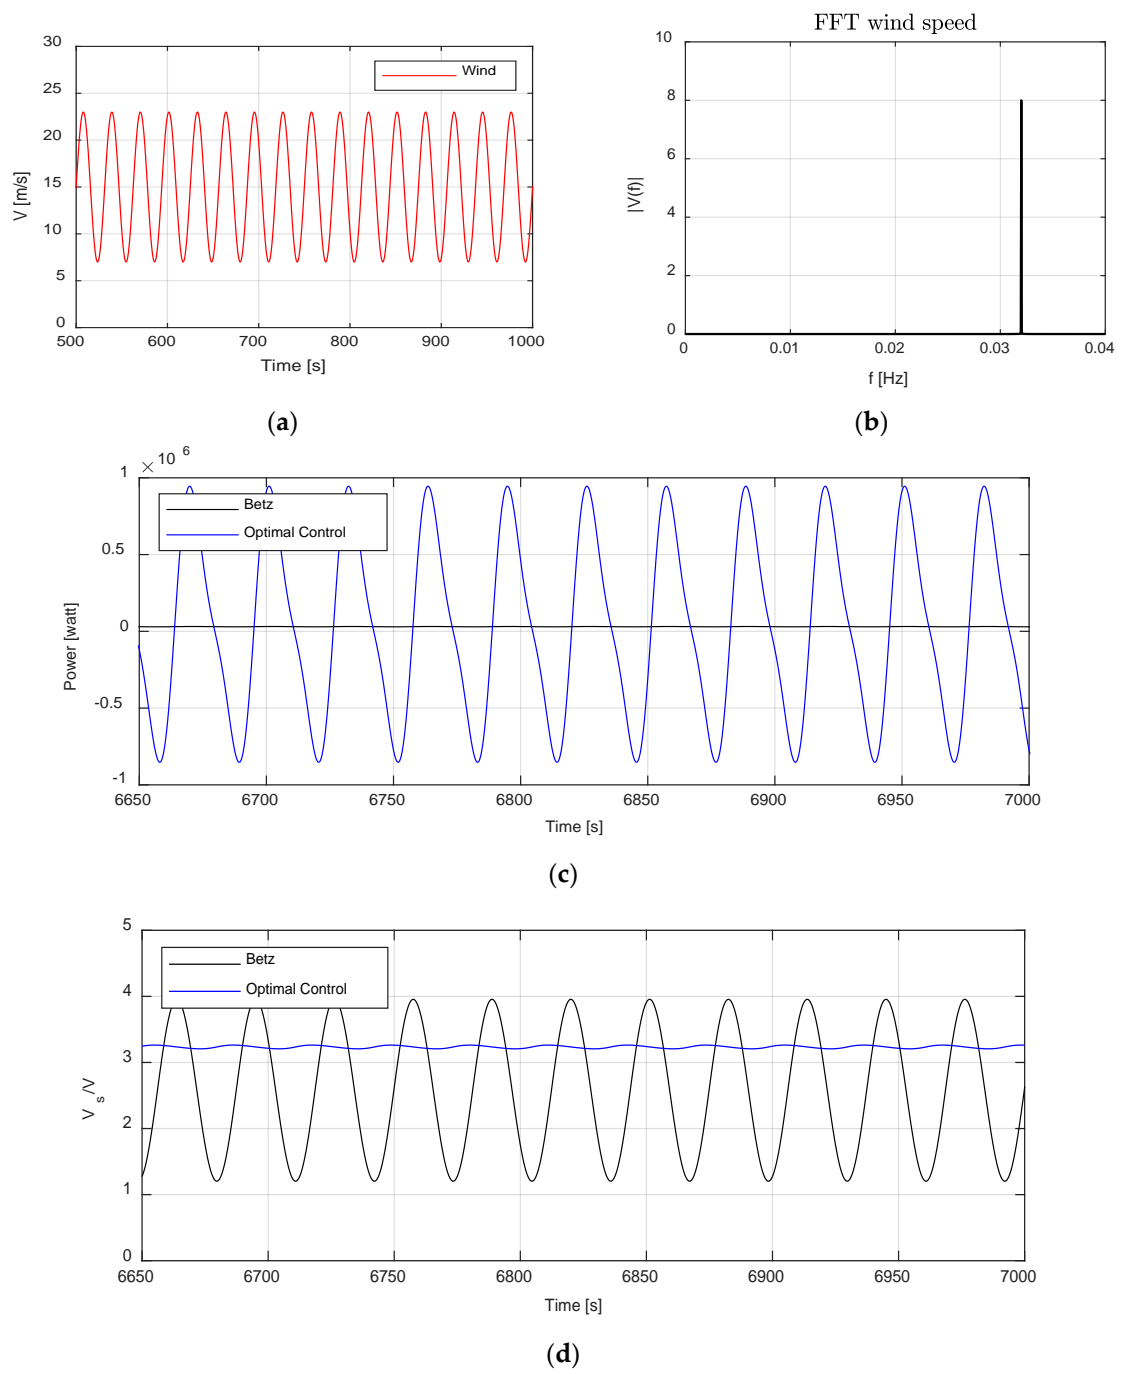 FFT wind speed
30
25
20
15
10
5
0
V [m/s]
Wind
500 600 700 800 900 1000
Time [s]
10
8
6
4
2
0
|V(f)|
0 0.01 0.02 0.03 0.04
f [Hz]
(a)
(b)
× 10 6
1
0.5
0
-0.5
-1
Power [watt]
Betz
Optimal Control
6650 6700 6750 6800 6850 6900 6950 7000
Time [s]
(c)
5
4
3
2
1
0
V s /V
Betz
Optimal Control
6650 6700 6750 6800 6850 6900 6950 7000
Time [s]
(d)